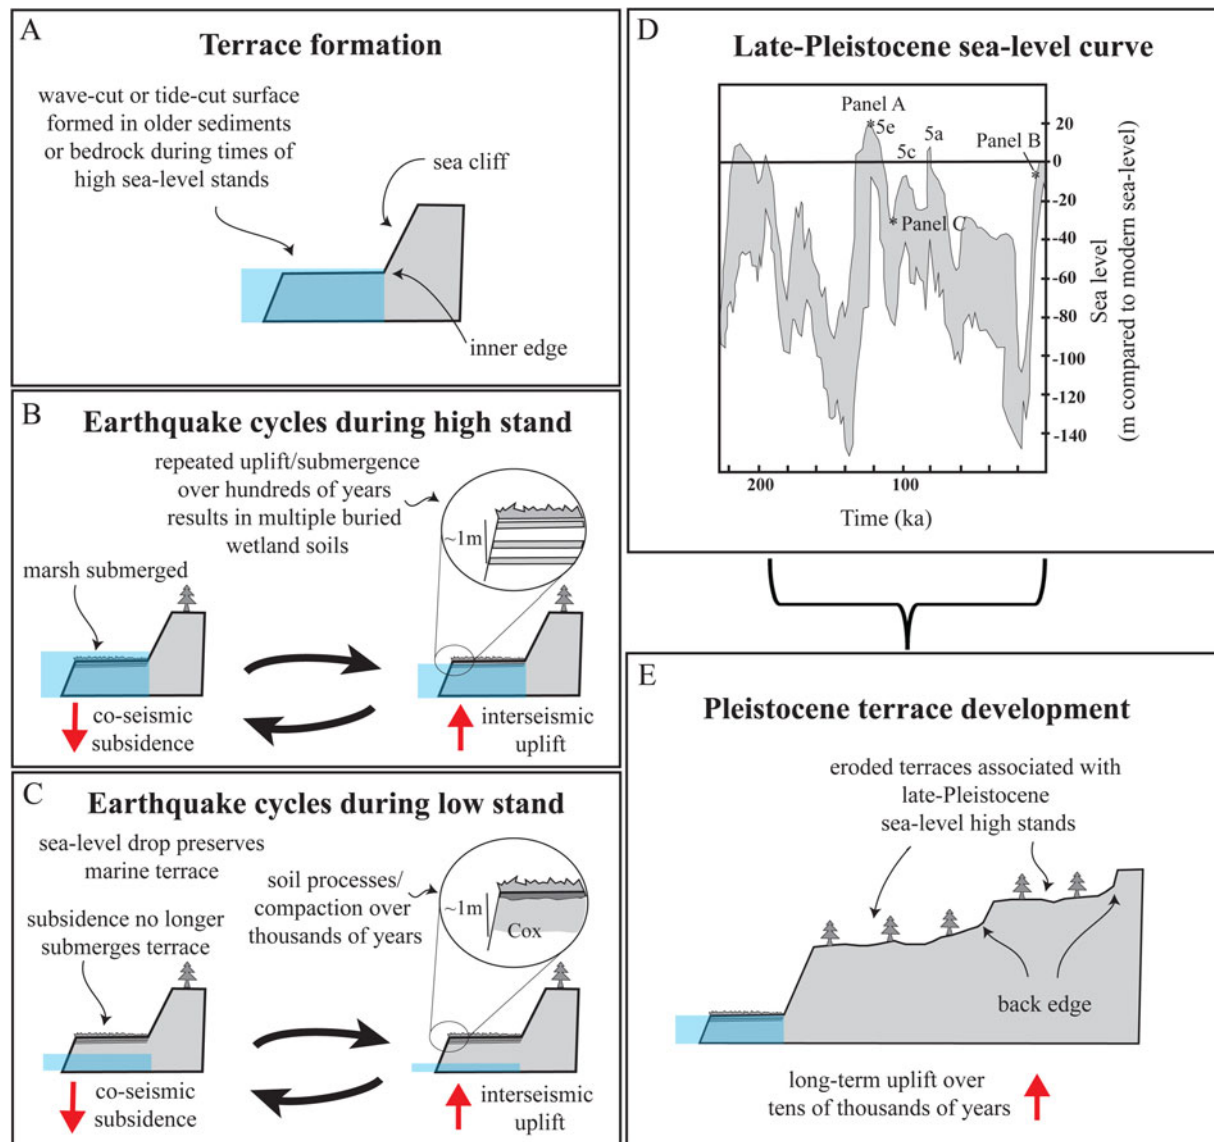 A
Terrace formation
wave-cut or tide-cut surface
formed in older sediments
or bedrock during times of
high sea-level stands
sea cliff
inner edge
B
Earthquake cycles during high stand
repeated uplift/submergence
over hundreds of years
results in multiple buried
wetland soils
~1m
marsh submerged
co-seismic
subsidence
interseismic
uplift
C
Earthquake cycles during low stand
sea-level drop preserves
marine terrace
soil processes/
compaction over
thousands of years
~1m
Cox
subsidence no longer
submerges terrace
co-seismic
subsidence
interseismic
uplift
D
Late-Pleistocene sea-level curve
Panel A
*5e
5c
5a
Panel B
*
* Panel C
20
0
-20
-40
-60
-80
-100
-120
-140
Sea level
(m compared to modern sea-level)
200
100
Time (ka)
E
Pleistocene terrace development
eroded terraces associated with
late-Pleistocene
sea-level high stands
back edge
long-term uplift over
tens of thousands of years